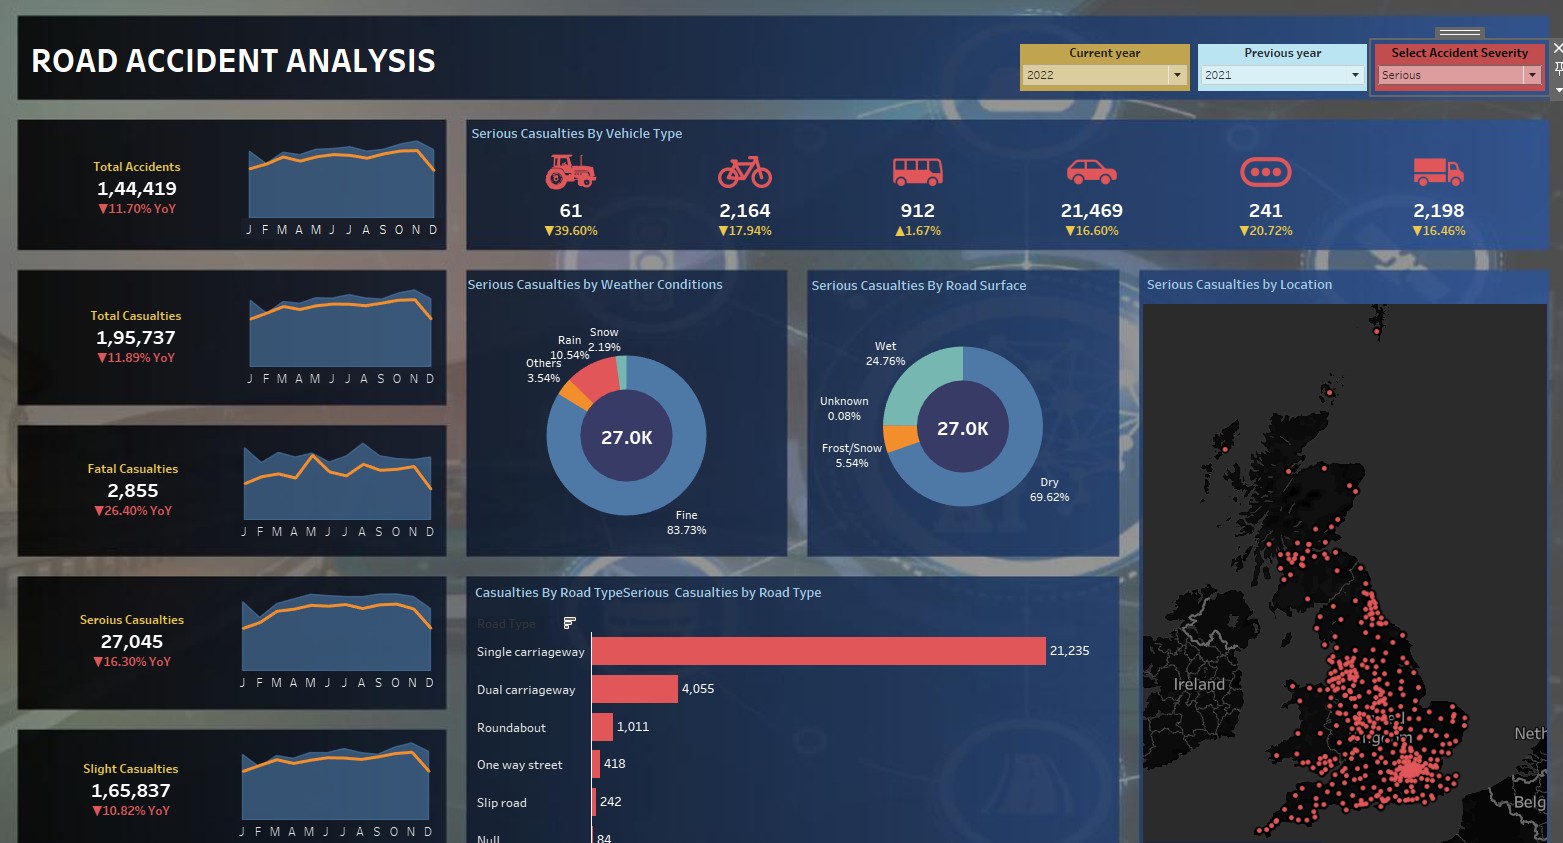 ROAD ACCIDENT ANALYSIS
Current year
2022
Previous year
2021
Select Accident Severity
Serious
Total Accidents
1,44,419
▼11.70% YoY
J F M A M J J A S O N D
Serious Casualties By Vehicle Type
61
▼39.60%
2,164
▼17.94%
912
▲1.67%
21,469
▼16.60%
241
▼20.72%
2,198
▼16.46%
Total Casualties
1,95,737
▼11.89% YoY
J F M A M J J A S O N D
Fatal Casualties
2,855
▼26.40% YoY
J F M A M J J A S O N D
Seroius Casualties
27,045
▼16.30% YoY
J F M A M J J A S O N D
Slight Casualties
1,65,837
▼10.82% YoY
J F M A M J J A S O N D
Serious Casualties by Weather Conditions
Snow
2.19%
Rain
10.54%
Others
3.54%
27.0K
Fine
83.73%
Serious Casualties By Road Surface
Wet
24.76%
Unknown
0.08%
Frost/Snow
5.54%
27.0K
Dry
69.62%
Casualties By Road TypeSerious  Casualties by Road Type
Road Type
Single carriageway 21,235
Dual carriageway 4,055
Roundabout 1,011
One way street 418
Slip road 242
Null 84
Serious Casualties by Location
Ireland
Neth
Belg